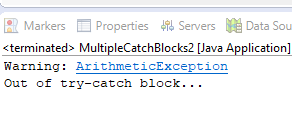 Markers Properties Servers Data Sou
<terminated> MultipleCatchBlocks2 [Java Application]
Warning: ArithmeticException
Out of try-catch block...